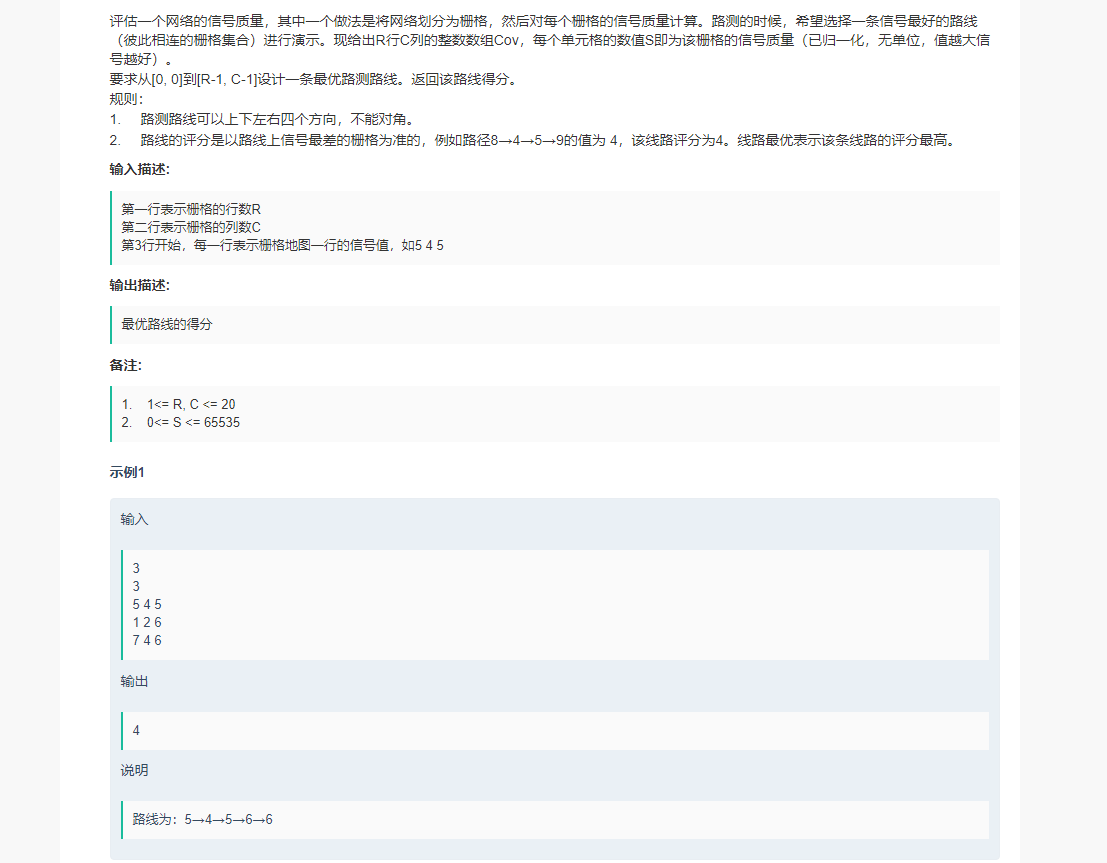 评估一个网络的信号质量，其中一个做法是将网络划分为栅格，然后对每个栅格的信号质量计算。路测的时候，希望选择一条信号最好的路线
（彼此相连的栅格集合）进行演示。现给出R行C列的整数数组Cov，每个单元格的数值S即为该栅格的信号质量（已归一化，无单位，值越大信
号越好）。
要求从[0, 0]到[R-1, C-1]设计一条最优路测路线。返回该路线得分。
规则：
1. 路测路线可以上下左右四个方向，不能对角。
2. 路线的评分是以路线上信号最差的栅格为准的，例如路径8→4→5→9的值为 4，该线路评分为4。线路最优表示该条线路的评分最高。
输入描述:
第一行表示栅格的行数R
第二行表示栅格的列数C
第3行开始，每一行表示栅格地图一行的信号值，如5 4 5
输出描述:
最优路线的得分
备注:
1. 1<= R, C <= 20
2. 0<= S <= 65535
示例1
输入
3
3
5 4 5
1 2 6
7 4 6
输出
4
说明
路线为：5→4→5→6→6